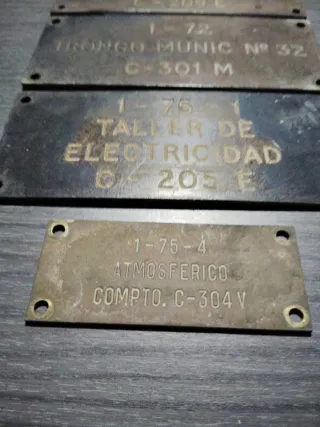 1-72
TRONCO-MUNIC Nº 32
C-301 M
1-75-1
TALLER DE
ELECTRICIDAD
C-205 E
1-75-4
ATMOSFERICO
COMPTO. C-304V